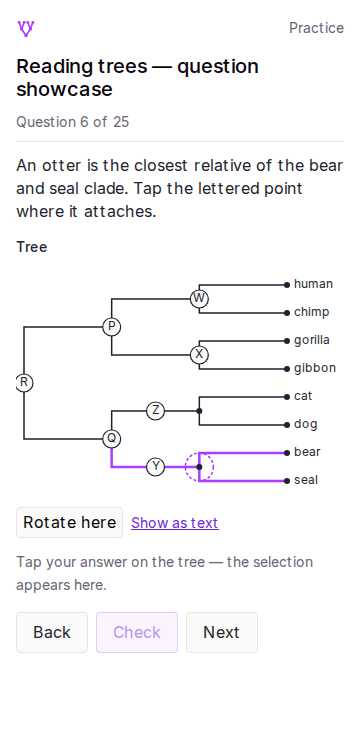 Practice
Reading trees — question
showcase
Question 6 of 25
An otter is the closest relative of the bear
and seal clade. Tap the lettered point
where it attaches.
Tree
human
W
chimp
P
gorilla
X
gibbon
R
cat
Z
dog
Q
bear
Y
seal
Rotate here Show as text
Tap your answer on the tree — the selection
appears here.
Back Check Next